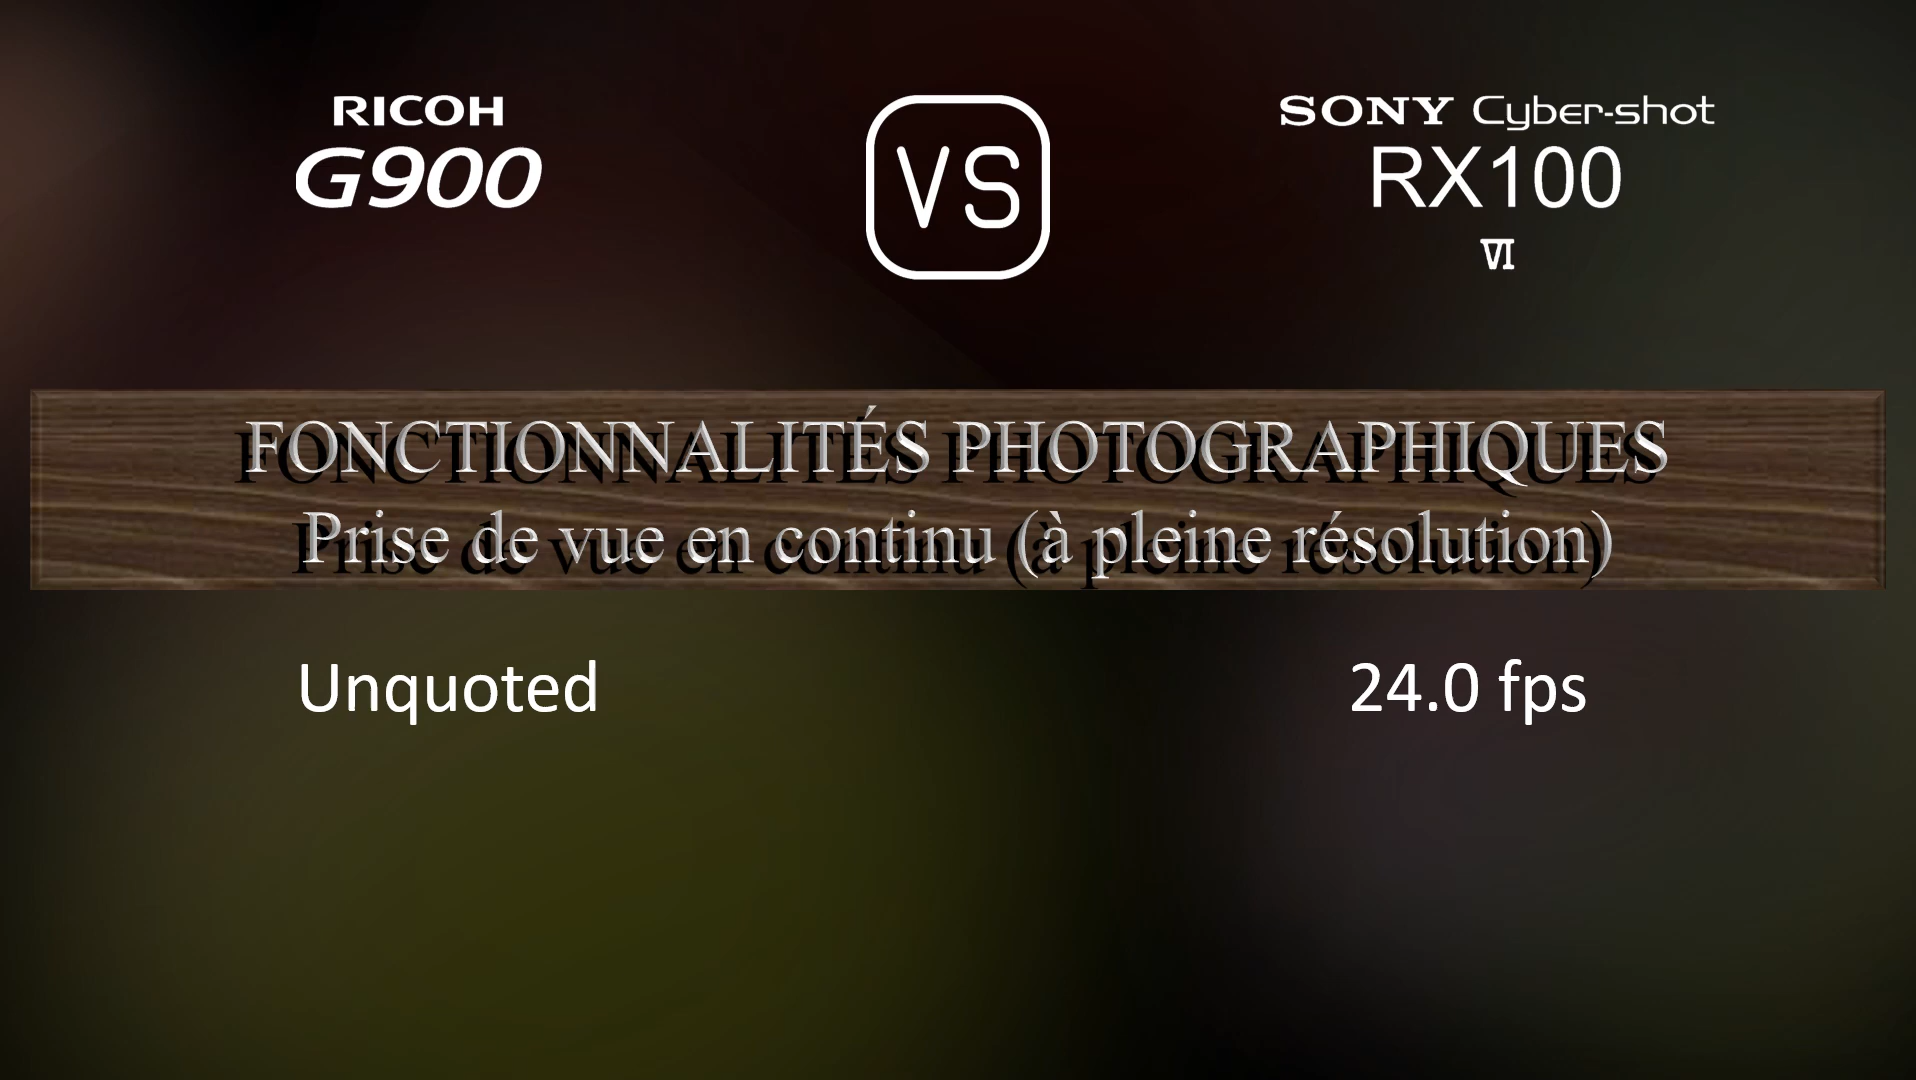 RICOH
G900
VS
SONY Cyber-shot
RX100
VI
FONCTIONNALITÉS PHOTOGRAPHIQUES
Prise de vue en continu (à pleine résolution)
Unquoted
24.0 fps